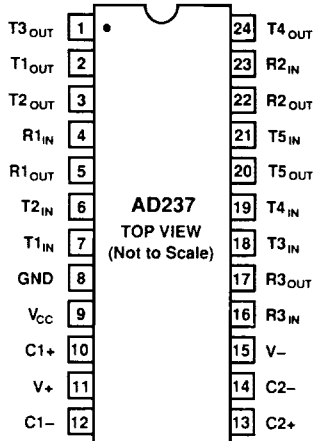 T3OUT 1 24 T4OUT
T1OUT 2 23 R2IN
T2OUT 3 22 R2OUT
R1IN 4 21 T5IN
R1OUT 5 20 T5OUT
T2IN 6 AD237 19 T4IN
T1IN 7 TOP VIEW 18 T3IN
(Not to Scale)
GND 8 17 R3OUT
VCC 9 16 R3IN
C1+ 10 15 V–
V+ 11 14 C2–
C1– 12 13 C2+